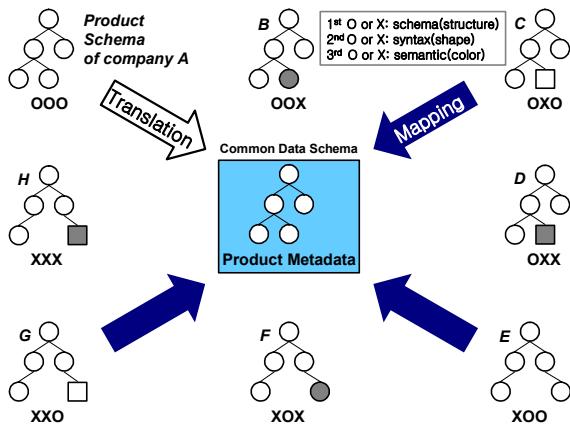 Product
Schema
of company A
OOO
B
OOX
1st O or X: schema(structure)
2nd O or X: syntax(shape)
3rd O or X: semantic(color)
C
OXO
Translation
Mapping
Common Data Schema
Product Metadata
H
XXX
D
OXX
G
XXO
F
XOX
E
XOO